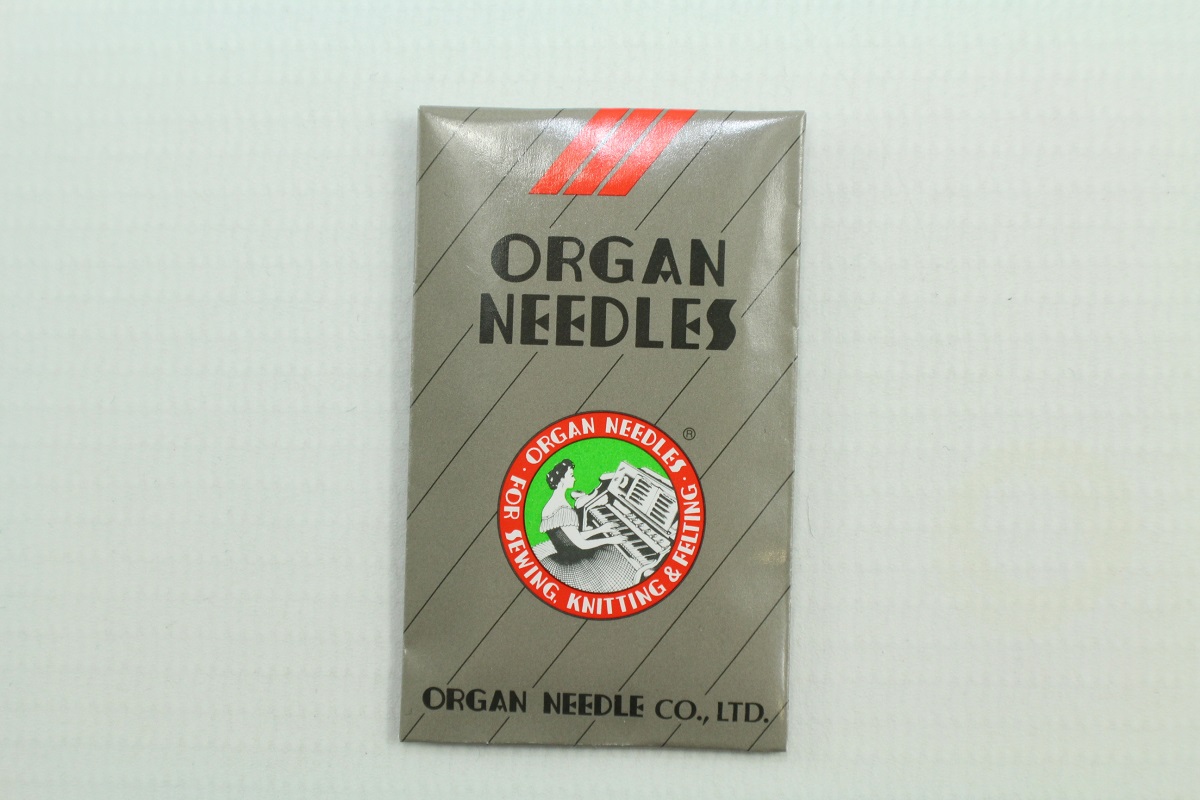 ORGAN
NEEDLES
®
ORGAN NEEDLES ·
FOR SEWING, KNITTING & FELTING ·
ORGAN NEEDLE CO., LTD.